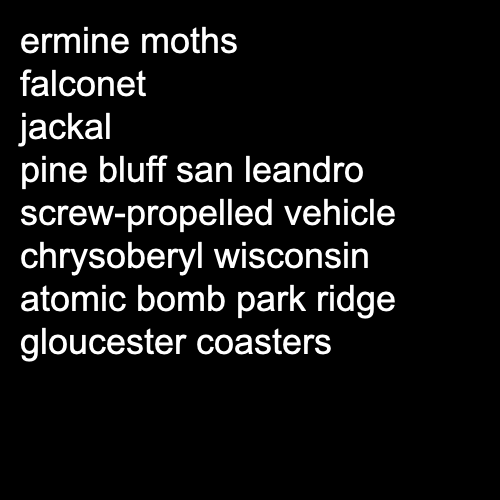 ermine moths
falconet
jackal
pine bluff san leandro
screw-propelled vehicle
chrysoberyl wisconsin
atomic bomb park ridge
gloucester coasters